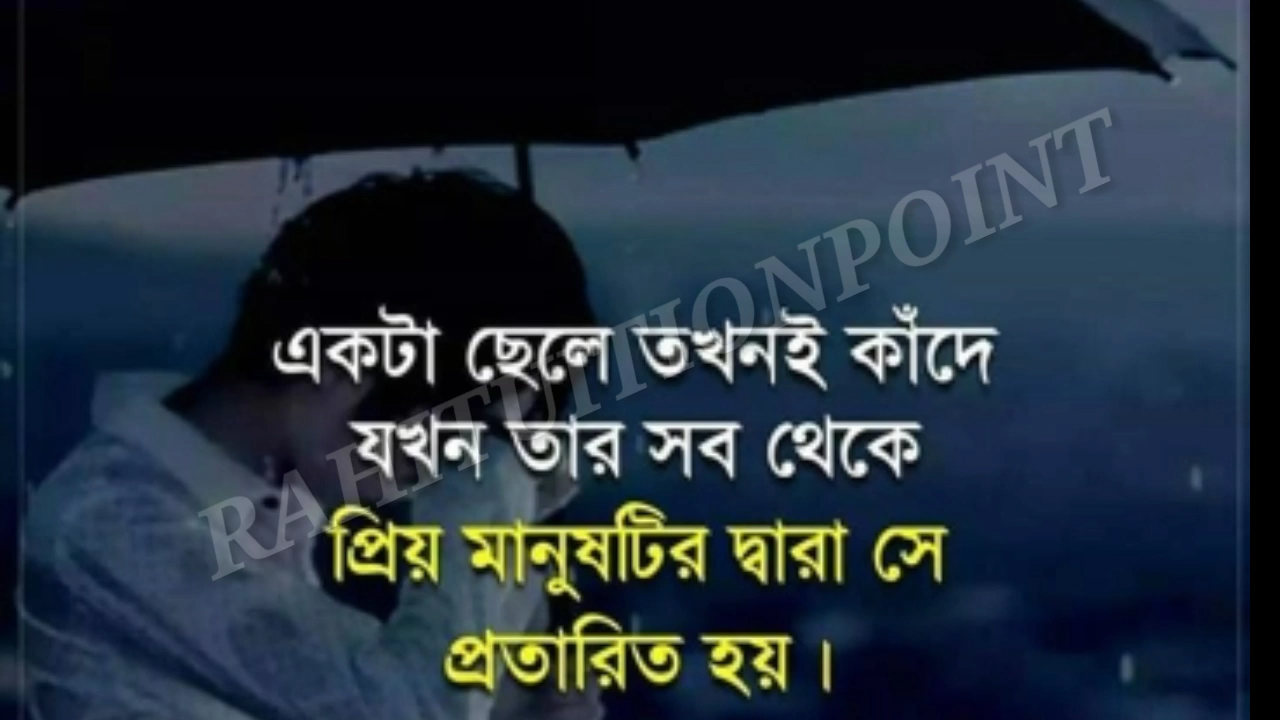 একটা ছেলে তখনই কাঁদে
যখন তার সব থেকে
প্রিয় মানুষটির দ্বারা সে
প্রতারিত হয়।
RAHITUITIONPOINT